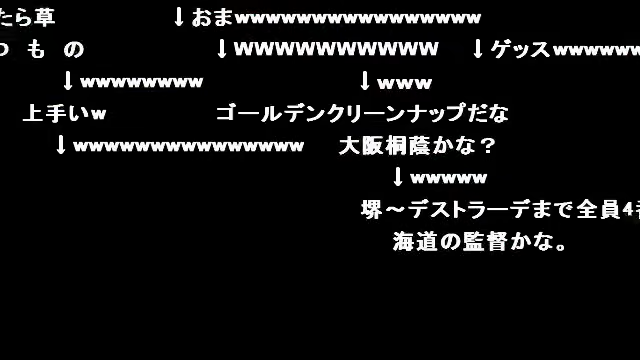 たら草 ↓おまwwwwwwwwwwwwwwww
つ も の ↓wwwwwwwwwww ↓ゲッスwwwwww
↓wwwwwwww ↓www
上手いw ゴールデンクリーンナップだな
↓wwwwwwwwwwwwwww 大阪桐蔭かな？
↓wwwww
堺～デストラーデまで全員4番
海道の監督かな。